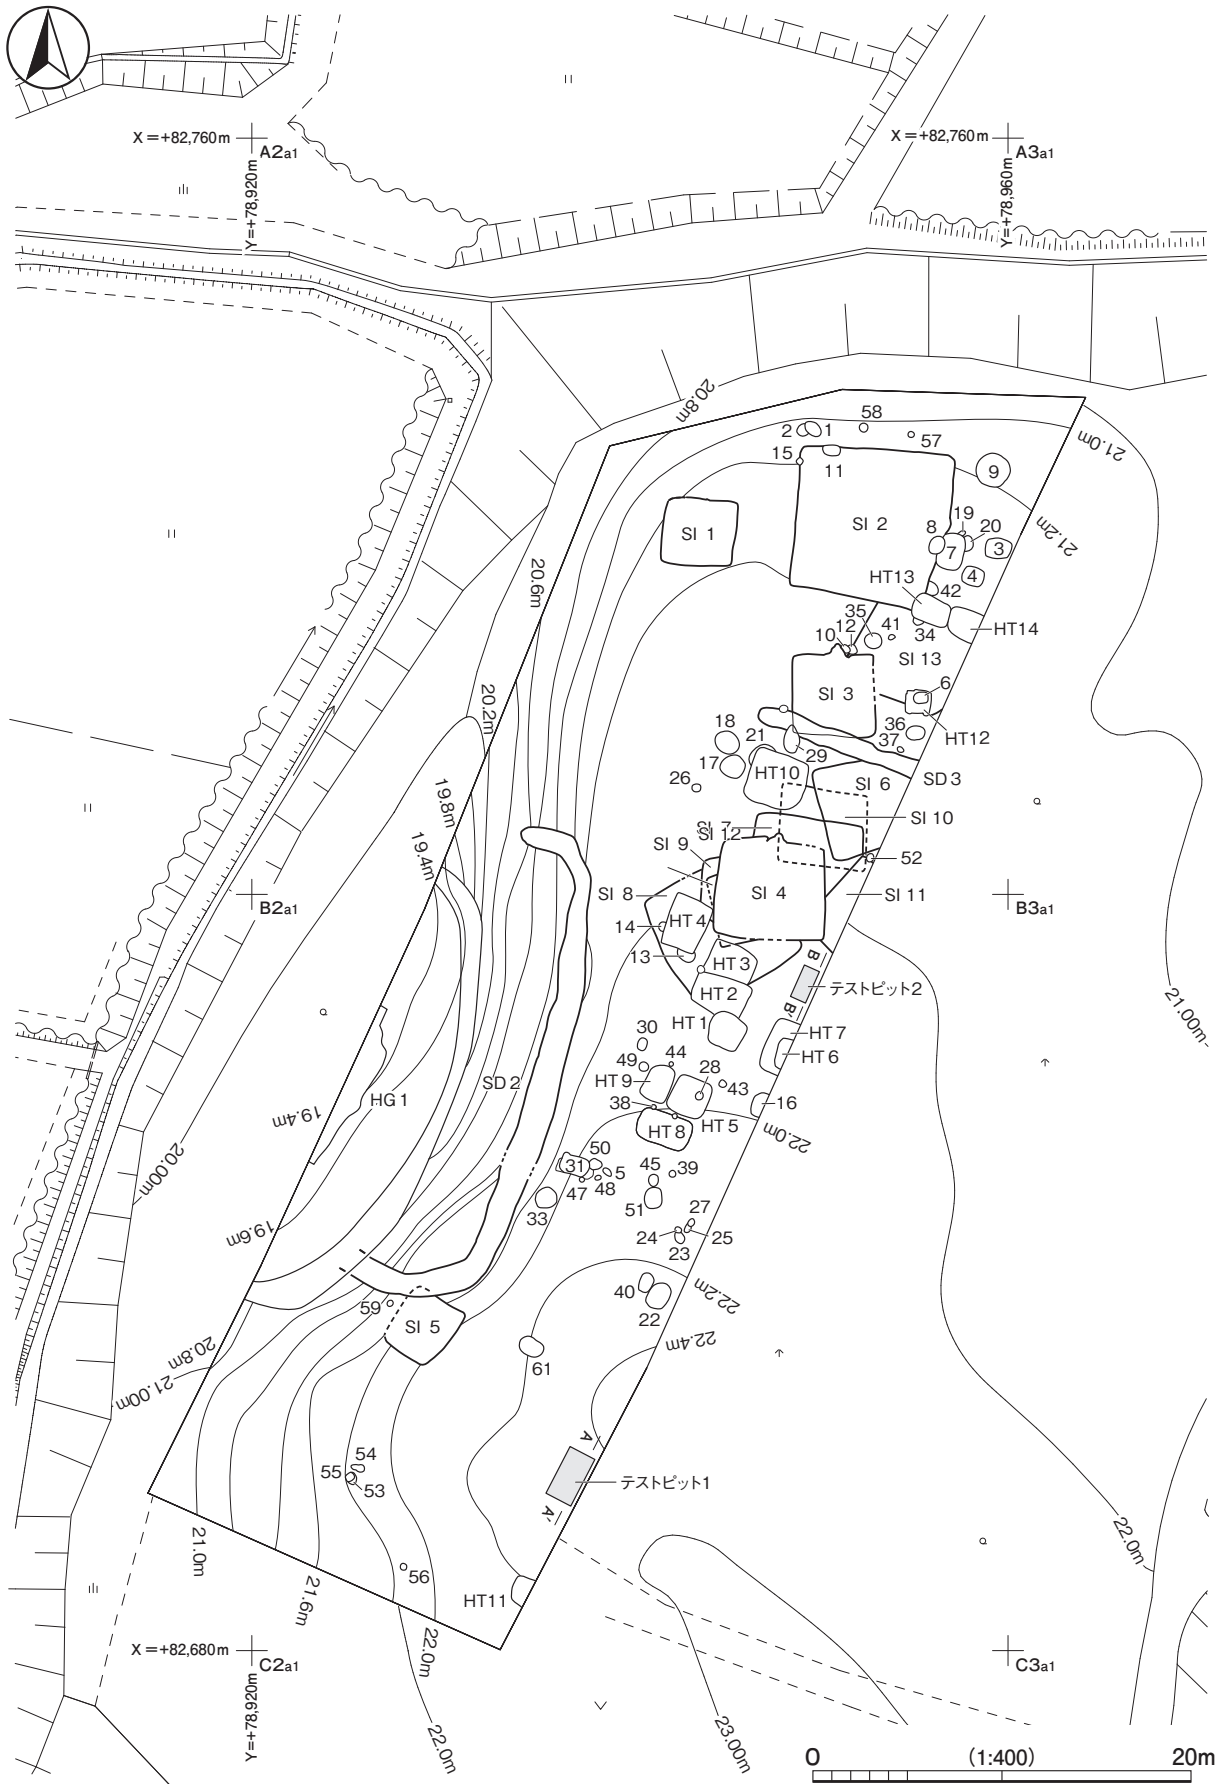 X=+82,760m
A2a1
Y=+78,920m
X=+82,760m
A3a1
Y=+78,960m
20.8m
58
2
1
57
21.0m
15
11
9
SI 1
SI 2
19
8
20
7
3
21.2m
4
HT13
42
20.6m
35
12
41
10
34
HT14
SI 13
SI 3
6
20.2m
18
36
HT12
21
37
17
29
SD 3
HT10
SI 6
26
19.8m
SI 10
SI 7
SI 12
19.4m
SI 9
52
SI 8
SI 4
SI 11
B2a1
B3a1
HT 4
14
13
HT 3
B
テストピット2
HT 2
B'
21.00m
HT 1
HT 7
30
HT 6
44
49
28
SD 2
HT 9
43
HG 1
38
16
19.4m
HT 5
HT 8
22.0m
50
20.00m
31
5
45
39
47
48
51
33
27
24
25
19.6m
23
22.2m
40
59
22
SI 5
20.8m
22.4m
61
21.00m
A
54
55
テストピット1
53
A'
21.0m
22.0m
56
21.6m
HT11
X=+82,680m
C2a1
C3a1
22.0m
Y=+78,920m
22.0m
23.00m
0
(1:400)
20m